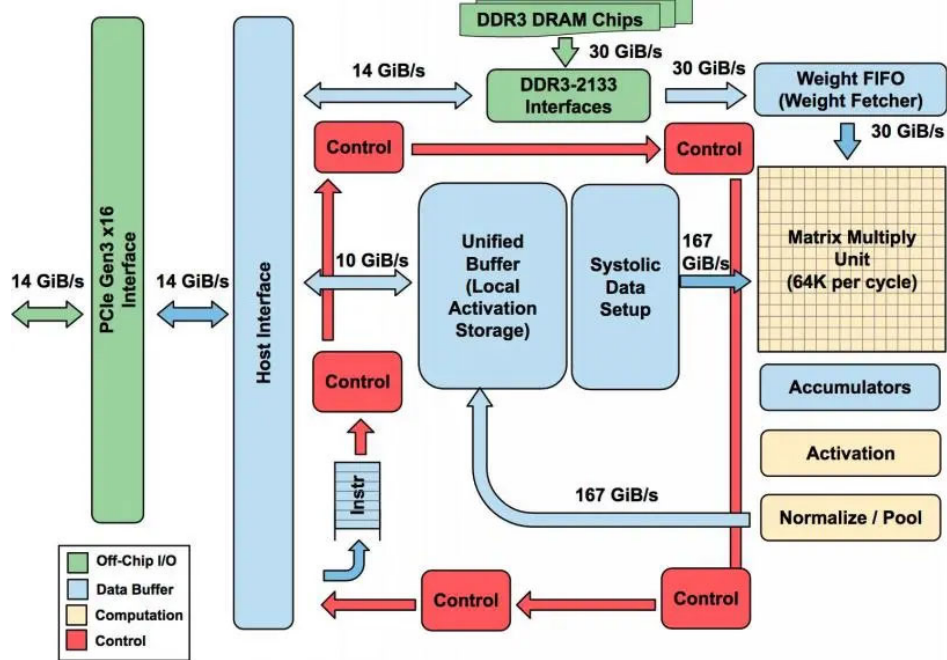 DDR3 DRAM Chips
30 GiB/s
14 GiB/s
DDR3-2133
Interfaces
30 GiB/s
Weight FIFO
(Weight Fetcher)
30 GiB/s
Control
Control
PCIe Gen3 x16
Interface
Host Interface
14 GiB/s
14 GiB/s
10 GiB/s
Unified
Buffer
(Local
Activation
Storage)
Systolic
Data
Setup
167
GiB/s
Matrix Multiply
Unit
(64K per cycle)
Control
Accumulators
Instr
Activation
167 GiB/s
Normalize / Pool
Control
Control
Off-Chip I/O
Data Buffer
Computation
Control